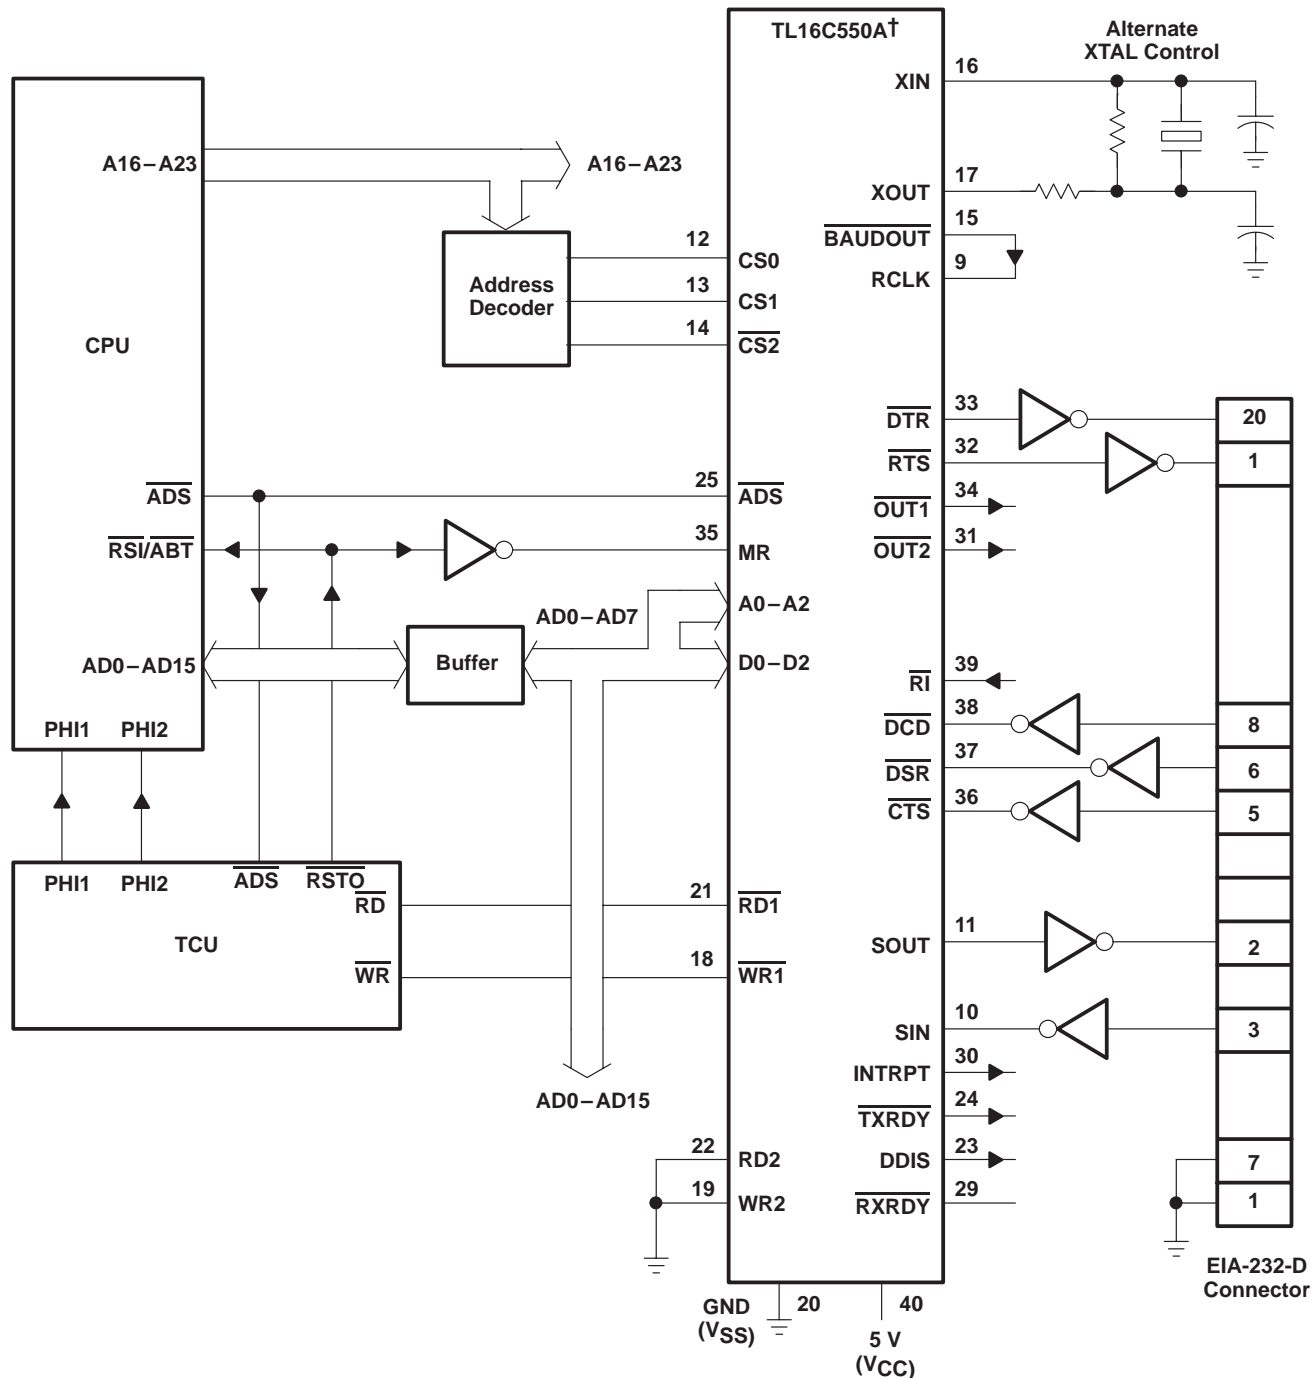 TL16C550A†
Alternate
XTAL Control
XIN
16
A16–A23
A16–A23
XOUT
17
BAUDOUT
15
RCLK
9
12
CS0
Address
Decoder
13
CS1
14
CS2
CPU
DTR
33
20
RTS
32
1
ADS
25
ADS
OUT1
34
RSI/ABT
35
MR
OUT2
31
AD0–AD7
A0–A2
AD0–AD15
Buffer
D0–D2
RI
39
PHI1
PHI2
DCD
38
8
DSR
37
6
CTS
36
5
PHI1
PHI2
ADS
RSTO
RD
21
RD1
TCU
SOUT
11
2
WR
18
WR1
SIN
10
3
INTRPT
30
AD0–AD15
TXRDY
24
22
RD2
DDIS
23
7
19
WR2
RXRDY
29
1
EIA-232-D
Connector
GND
(VSS)
20
40
5 V
(VCC)